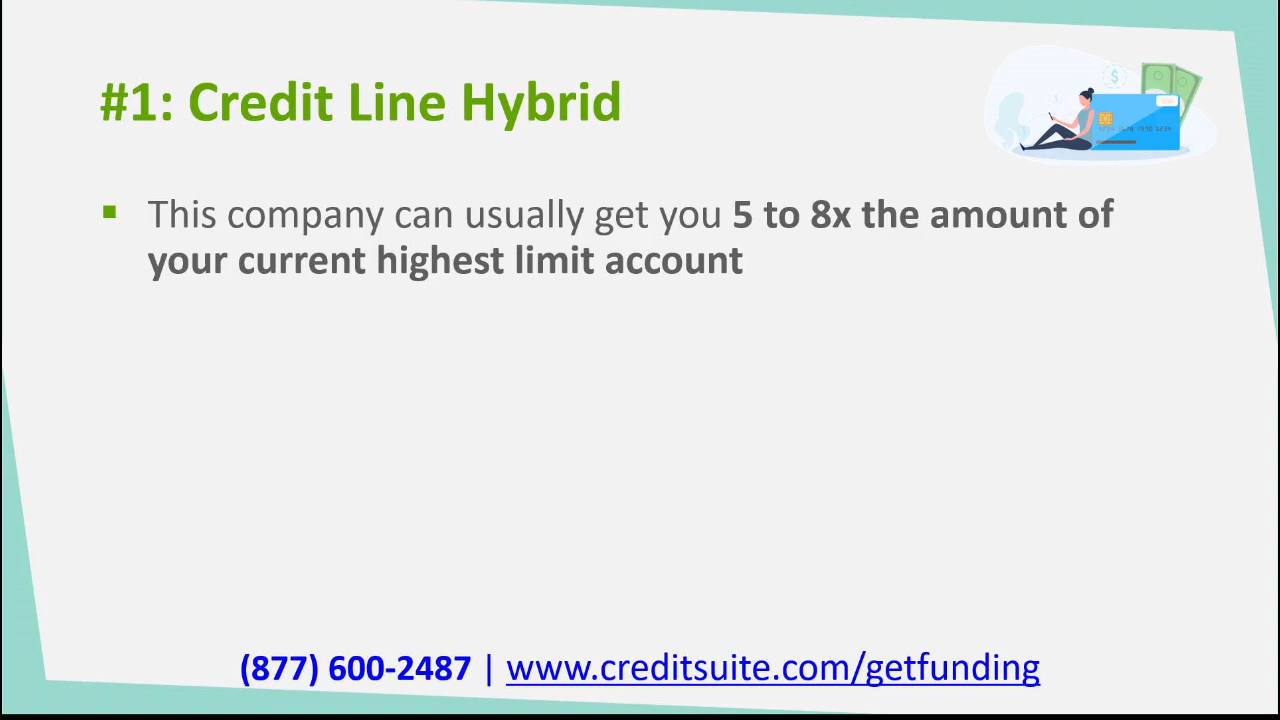 #1: Credit Line Hybrid
▪ This company can usually get you 5 to 8x the amount of
your current highest limit account
(877) 600-2487 | www.creditsuite.com/getfunding